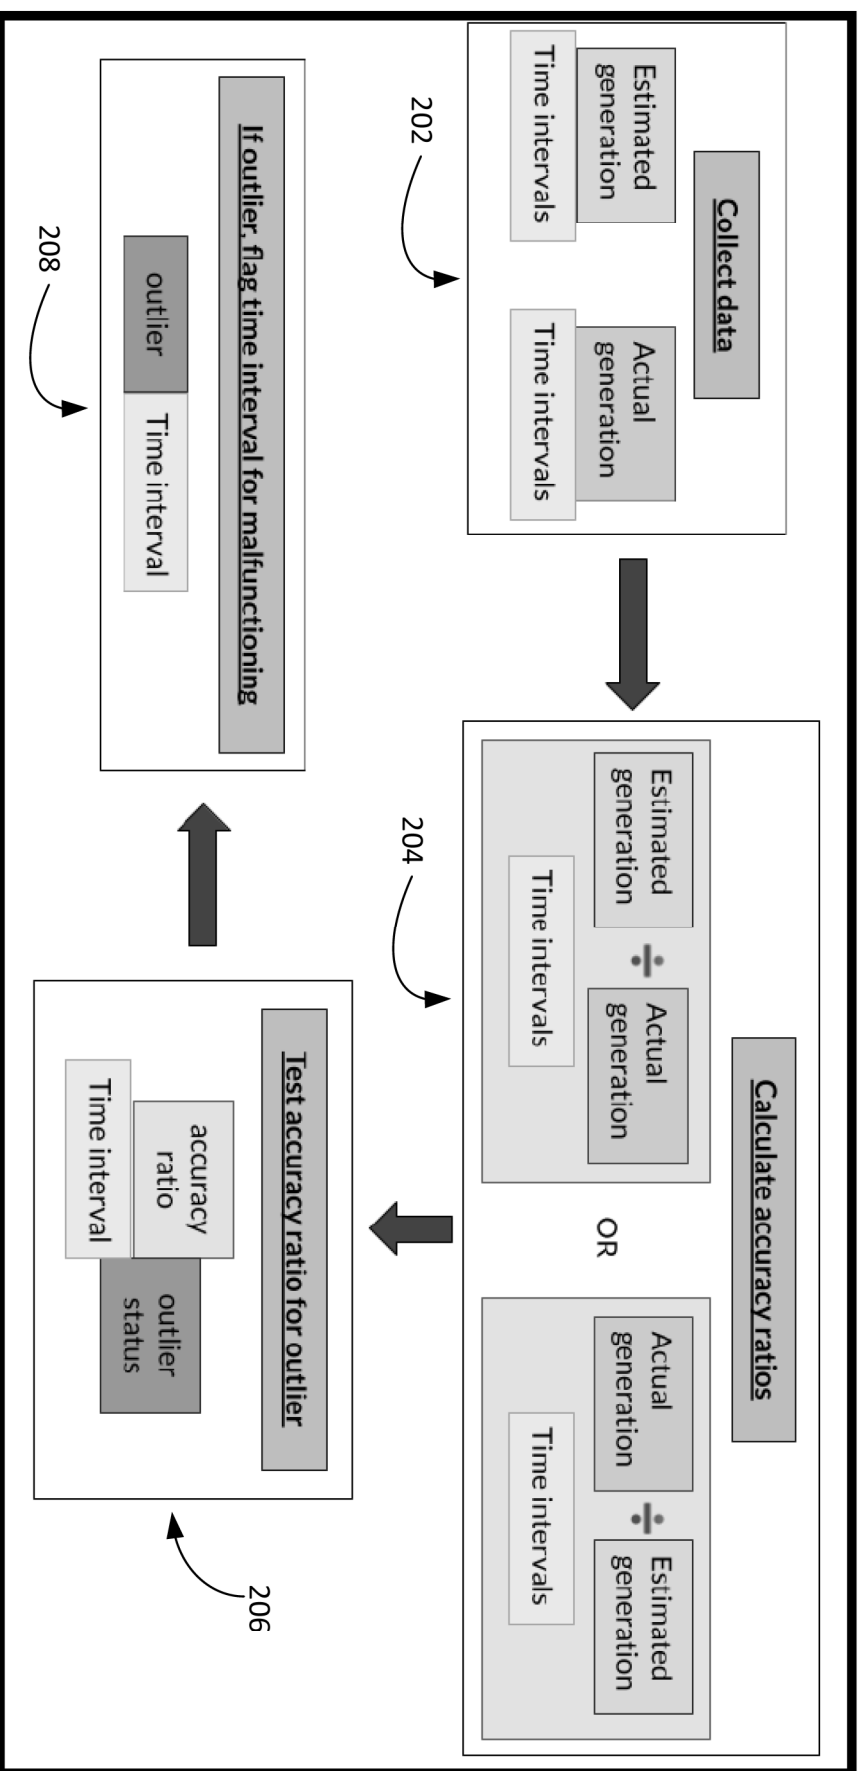 Collect data
Estimated
generation
Time intervals
Actual
generation
Time intervals
202
Calculate accuracy ratios
Estimated
generation
÷
Actual
generation
Time intervals
OR
Actual
generation
÷
Estimated
generation
Time intervals
204
Test accuracy ratio for outlier
accuracy
ratio
Time interval
outlier
status
206
If outlier, flag time interval for malfunctioning
outlier
Time interval
208